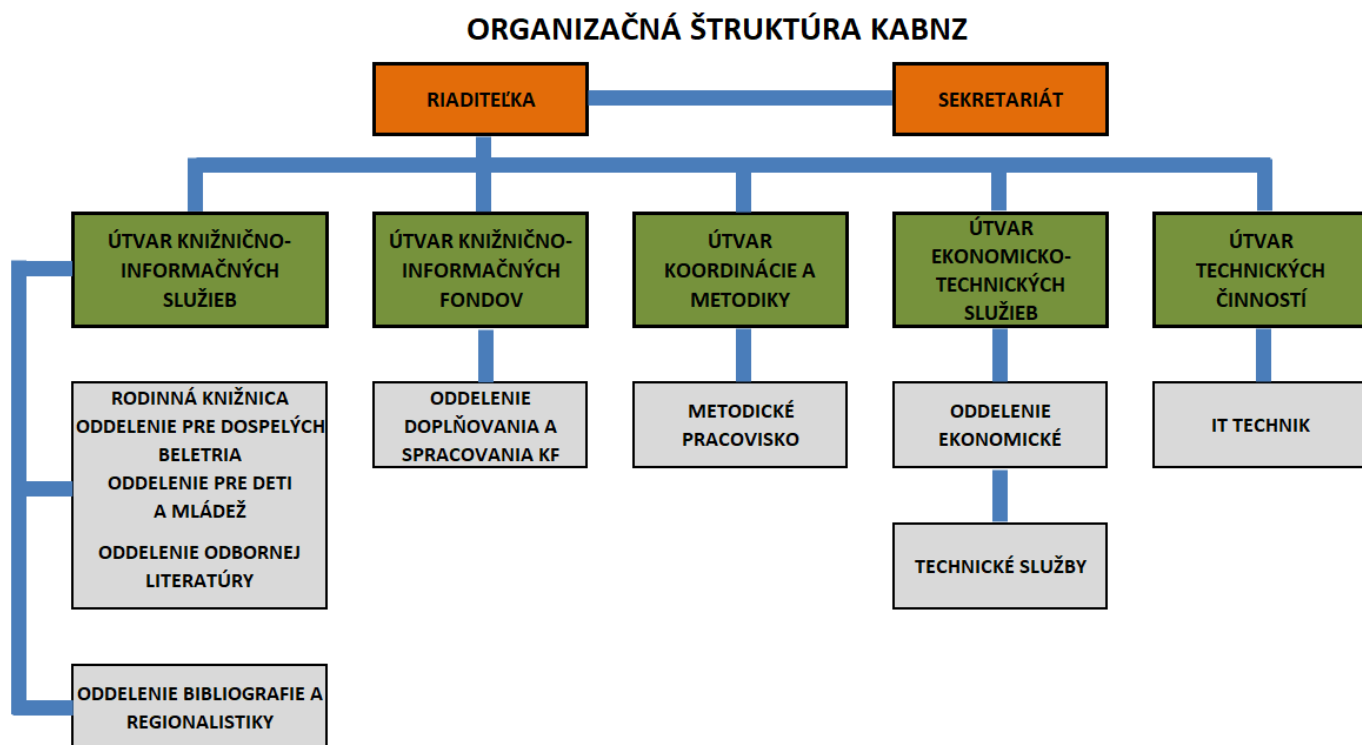 ORGANIZAČNÁ ŠTRUKTÚRA KABNZ
RIADITEĽKA
SEKRETARIÁT
ÚTVAR KNIŽNIČNO-
INFORMAČNÝCH
SLUŽIEB
ÚTVAR KNIŽNIČNO-
INFORMAČNÝCH
FONDOV
ÚTVAR
KOORDINÁCIE A
METODIKY
ÚTVAR
EKONOMICKO-
TECHNICKÝCH
SLUŽIEB
ÚTVAR
TECHNICKÝCH
ČINNOSTÍ
RODINNÁ KNIŽNICA
ODDELENIE PRE DOSPELÝCH
BELETRIA
ODDELENIE PRE DETI
A MLÁDEŽ
ODDELENIE ODBORNEJ
LITERATÚRY
ODDELENIE
DOPLŇOVANIA A
SPRACOVANIA KF
METODICKÉ
PRACOVISKO
ODDELENIE
EKONOMICKÉ
IT TECHNIK
TECHNICKÉ SLUŽBY
ODDELENIE BIBLIOGRAFIE A
REGIONALISTIKY